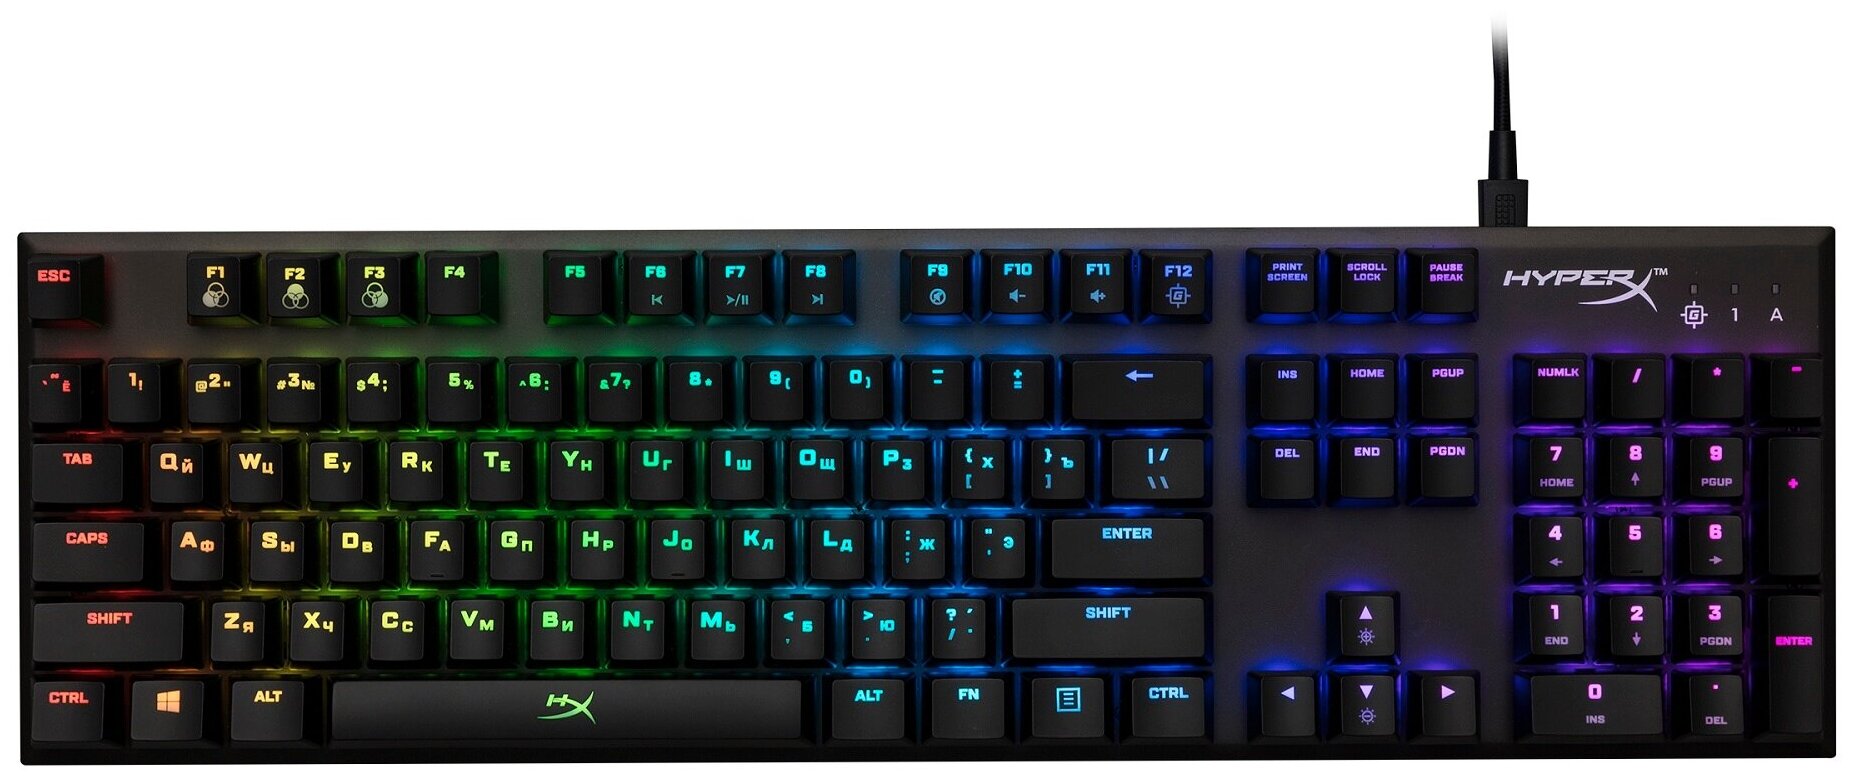 ESC F1 F2 F3 F4 F5 F6 F7 F8 F9 F10 F11 F12 PRINT SCREEN SCROLL LOCK PAUSE BREAK HYPERX™
G 1 A
` ~ Ё 1 ! @ 2 " # 3 № $ 4 ; 5 % ^ 6 : & 7 ? 8 * 9 ( 0 ) - _ + = ← INS HOME PGUP NUMLK / * -
TAB Q Й W Ц E У R К T Е Y Н U Г I Ш O Щ P З { [ Х } ] Ъ | / \ \ DEL END PGDN 7 HOME 8 ↑ 9 PGUP +
CAPS A Ф S Ы D В F А G П H Р J О K Л L Д : ; Ж " ' Э ENTER 4 ← 5 6 →
SHIFT Z Я X Ч C С V М B И N Т M Ь < , Б > . Ю ? / , . SHIFT ▲ 1 END 2 ↓ 3 PGDN ENTER
CTRL ALT HX ALT FN CTRL ◄ ▼ ► 0 INS . DEL